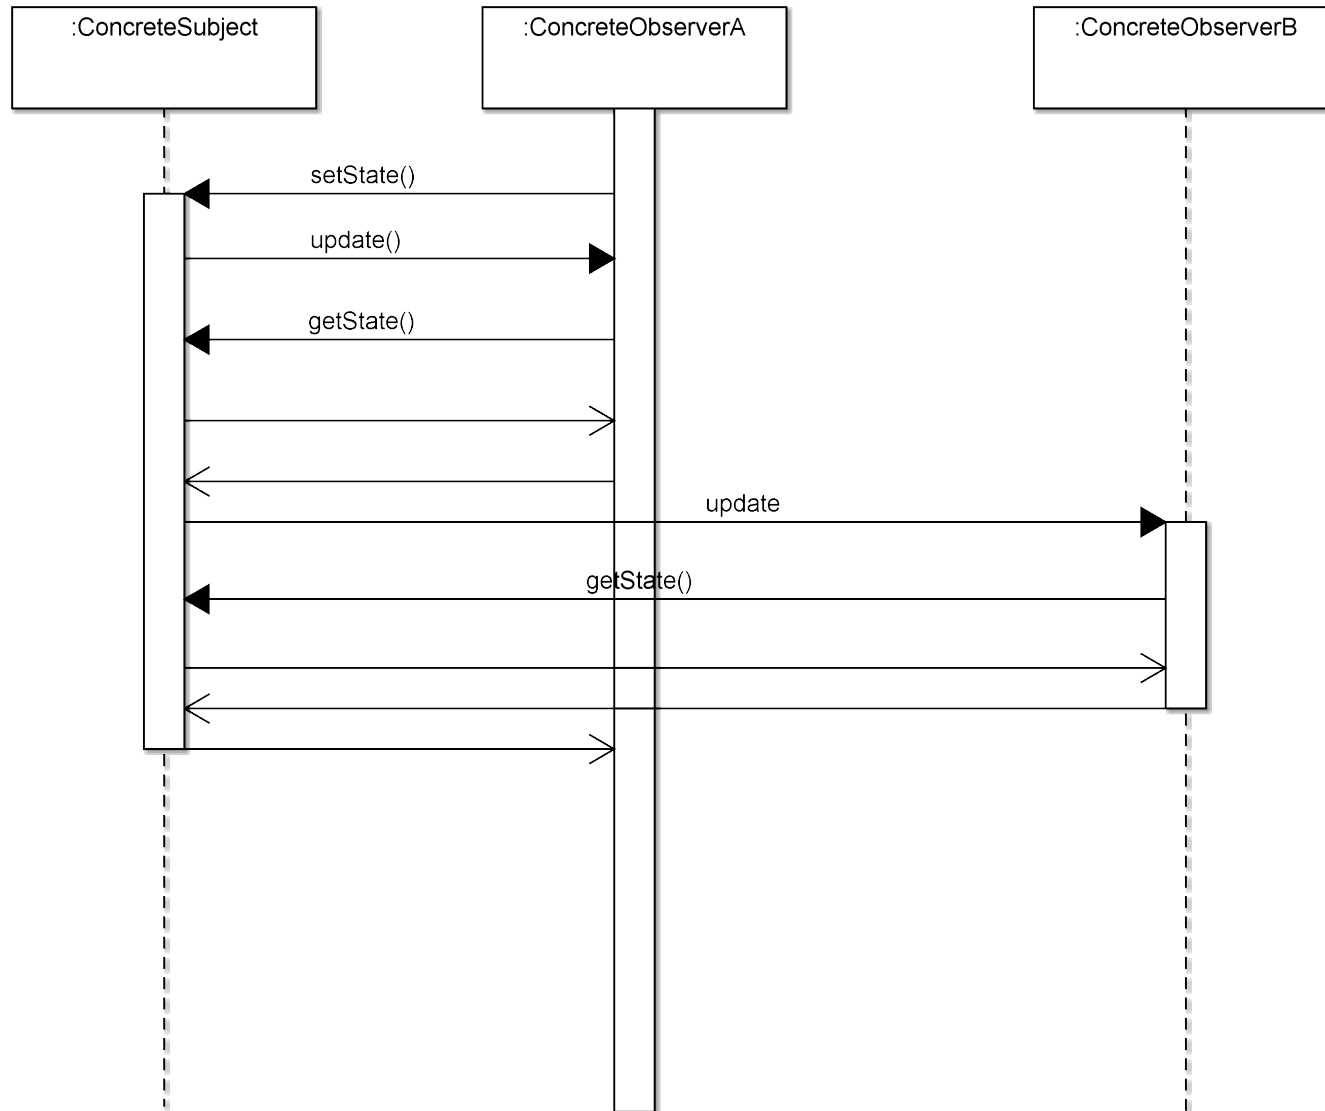 :ConcreteSubject
:ConcreteObserverA
:ConcreteObserverB
setState()
update()
getState()
update
getState()